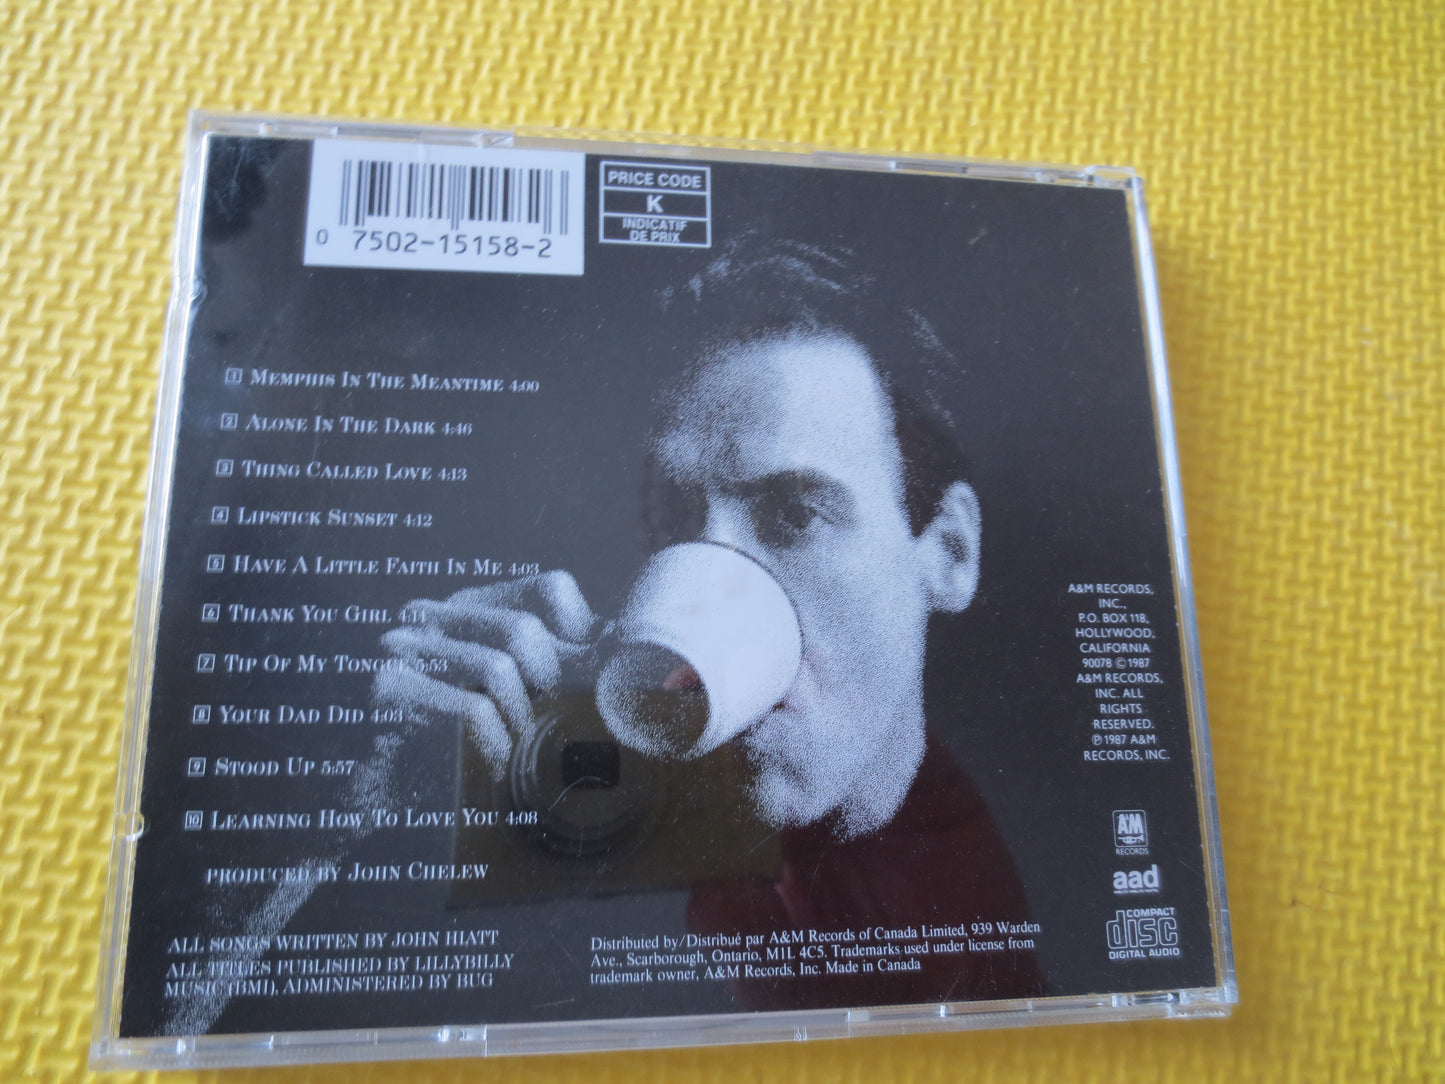 0 7502-15158-2
PRICE CODE
K
INDICATIF
DE PRIX
1 MEMPHIS IN THE MEANTIME 4:00
2 ALONE IN THE DARK 4:46
3 THING CALLED LOVE 4:13
4 LIPSTICK SUNSET 4:12
5 HAVE A LITTLE FAITH IN ME 4:03
6 THANK YOU GIRL
7 TIP OF MY TONGUE 5:53
8 YOUR DAD DID 4:03
9 STOOD UP 5:57
10 LEARNING HOW TO LOVE YOU 4:08
PRODUCED BY JOHN CHELEW
ALL SONGS WRITTEN BY JOHN HIATT
ALL TITLES PUBLISHED BY LILLYBILLY
MUSIC (BMI), ADMINISTERED BY BUG
Distributed by/Distribué par A&M Records of Canada Limited, 939 Warden
Ave., Scarborough, Ontario, M1L 4C5. Trademarks used under license from
trademark owner, A&M Records, Inc. Made in Canada
A&M RECORDS,
INC.,
P.O. BOX 118,
HOLLYWOOD,
CALIFORNIA
90078 ©1987
A&M RECORDS,
INC. ALL
RIGHTS
RESERVED.
℗1987 A&M
RECORDS, INC.
A&M
RECORDS
aad
COMPACT
disc
DIGITAL AUDIO